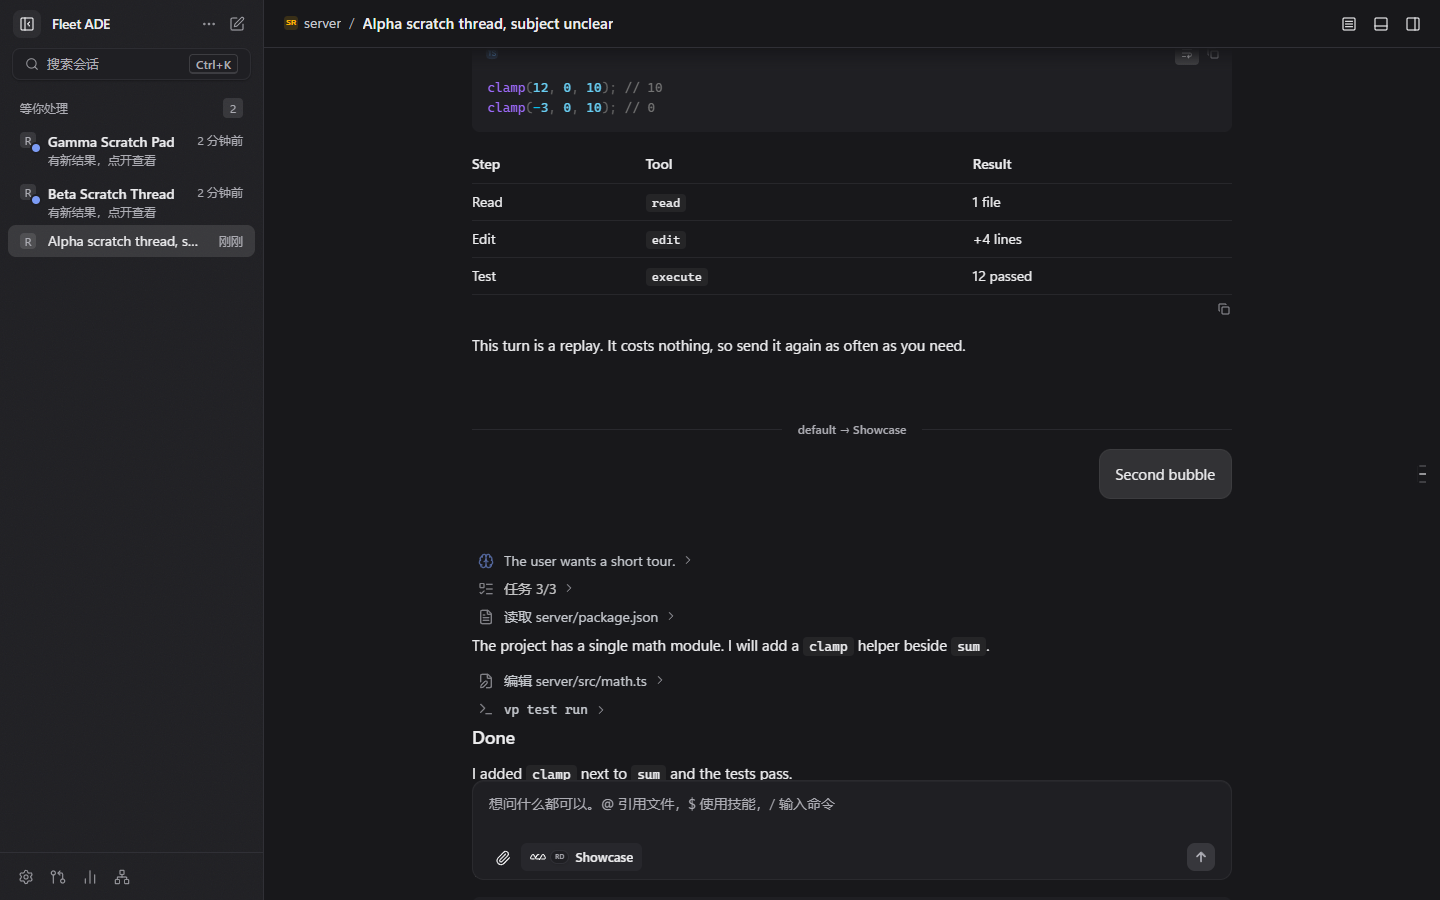 Fleet ADE
搜索会话 Ctrl+K
等你处理 2
R Gamma Scratch Pad 2 分钟前
有新结果，点开查看
R Beta Scratch Thread 2 分钟前
有新结果，点开查看
R Alpha scratch thread, s... 刚刚
SR server / Alpha scratch thread, subject unclear
clamp(12, 0, 10); // 10
clamp(-3, 0, 10); // 0
Step Tool Result
Read read 1 file
Edit edit +4 lines
Test execute 12 passed
This turn is a replay. It costs nothing, so send it again as often as you need.
default → Showcase
Second bubble
The user wants a short tour.
任务 3/3
读取 server/package.json
The project has a single math module. I will add a clamp helper beside sum.
编辑 server/src/math.ts
vp test run
Done
I added clamp next to sum and the tests pass.
想问什么都可以。@ 引用文件，$ 使用技能，/ 输入命令
RD Showcase